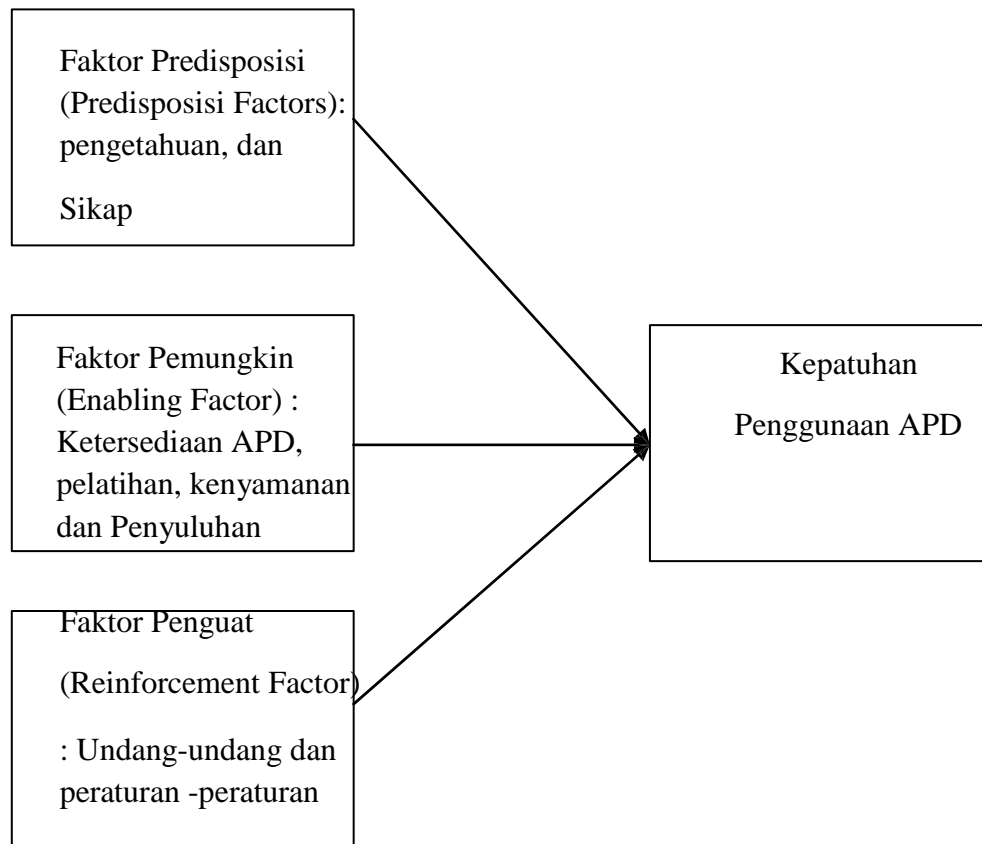 Faktor Predisposisi
(Predisposisi Factors):
pengetahuan, dan
Sikap
Faktor Pemungkin
(Enabling Factor) :
Ketersediaan APD,
pelatihan, kenyamanan
dan Penyuluhan
Faktor Penguat
(Reinforcement Factor)
: Undang-undang dan
peraturan -peraturan
Kepatuhan
Penggunaan APD